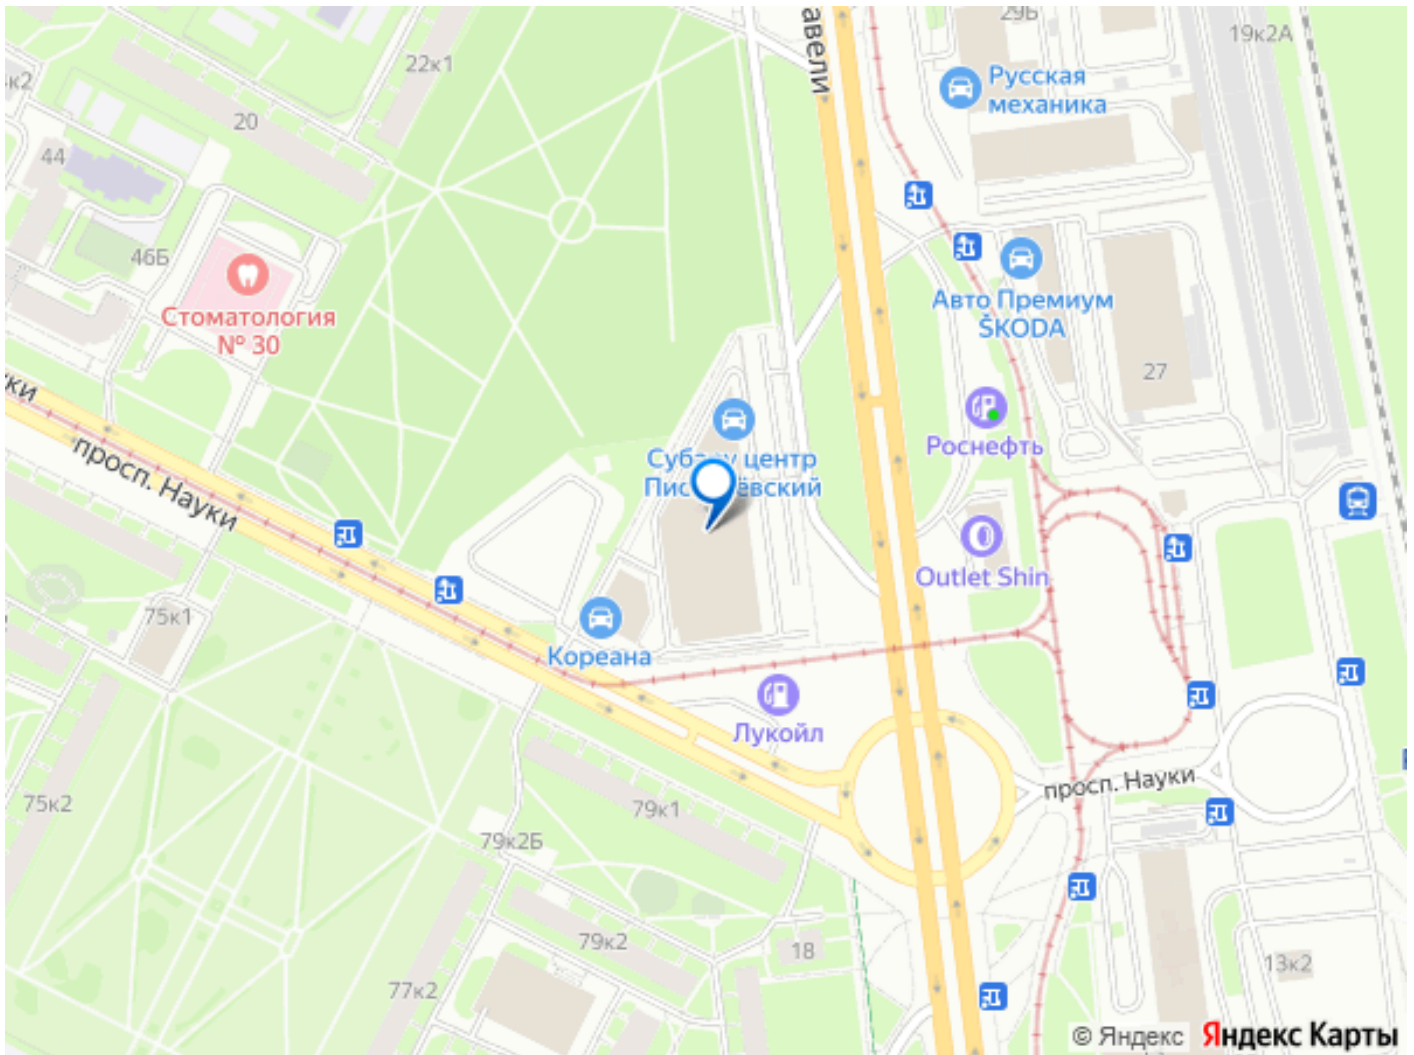 29Б
19к2А
авели
22к1
Русская
механика
к2
20
44
46Б
Стоматология
№ 30
Авто Премиум
ŠKODA
27
ки
просп. Науки
Роснефть
центр
Outlet Shin
75к1
Кореана
Лукойл
просп. Науки
75к2
79к1
79к2Б
79к2
18
13к2
77к2
© Яндекс
Яндекс Карты